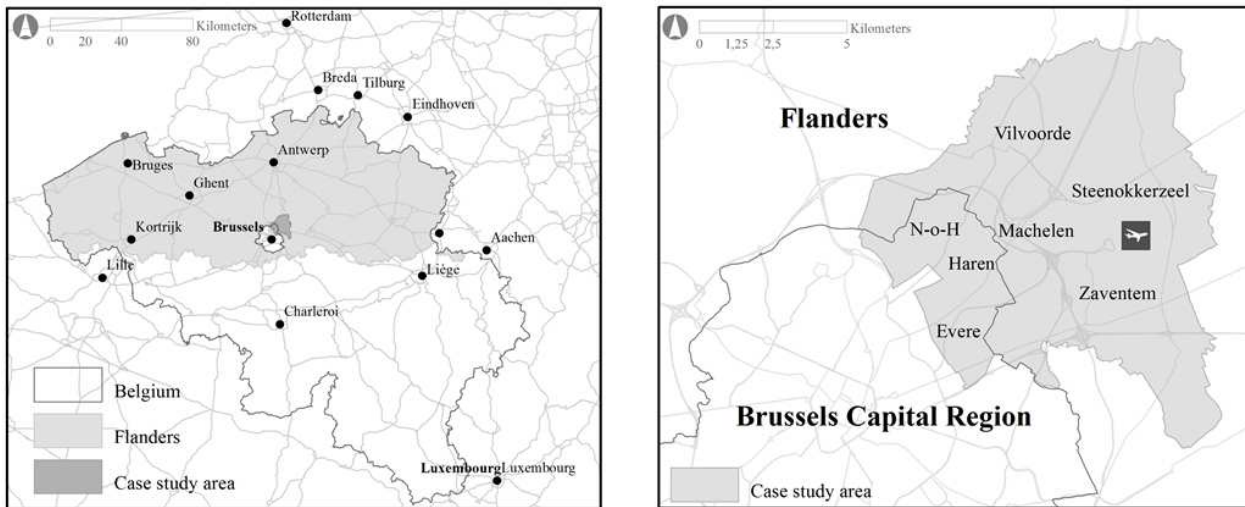 Kilometers
0 20 40 80
Rotterdam
Breda
Tilburg
Eindhoven
Antwerp
Bruges
Ghent
Kortrijk
Brussels
Aachen
Lille
Liège
Charleroi
Belgium
Flanders
Case study area
LuxembourgLuxembourg
Kilometers
0 1,25 2,5 5
Flanders
Vilvoorde
Steenokkerzeel
N-o-H
Machelen
Haren
Zaventem
Evere
Brussels Capital Region
Case study area